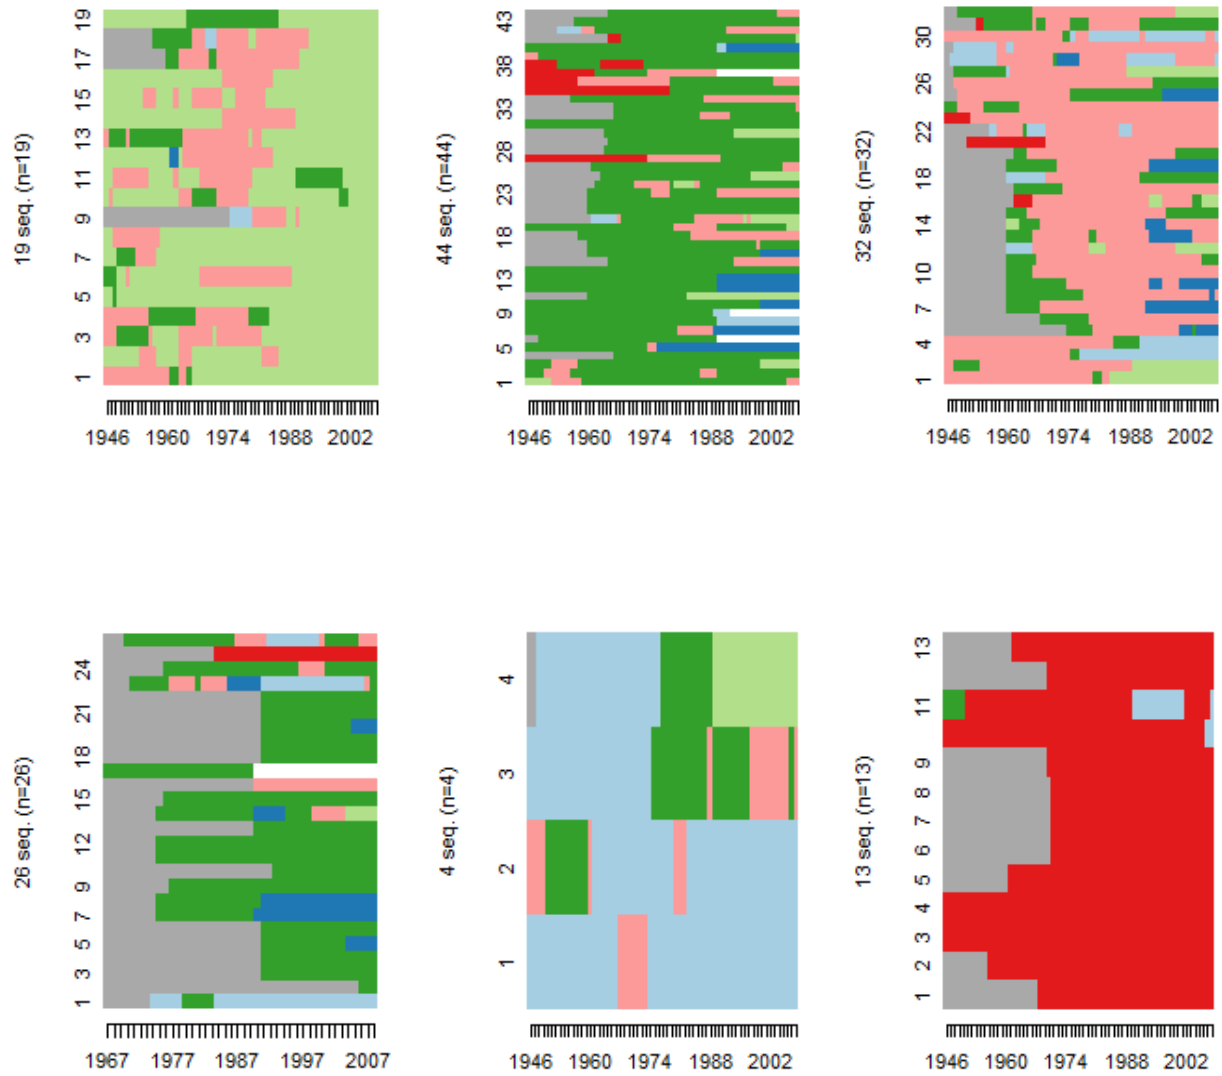 19 seq. (n=19)
1 3 5 7 9 11 13 15 17 19
1946 1960 1974 1988 2002
44 seq. (n=44)
1 5 9 13 18 23 28 33 38 43
1946 1960 1974 1988 2002
32 seq. (n=32)
1 4 7 10 14 18 22 26 30
1946 1960 1974 1988 2002
26 seq. (n=26)
1 3 5 7 9 12 15 18 21 24
1967 1977 1987 1997 2007
4 seq. (n=4)
1 2 3 4
1946 1960 1974 1988 2002
13 seq. (n=13)
1 2 3 4 5 6 7 8 9 11 13
1946 1960 1974 1988 2002